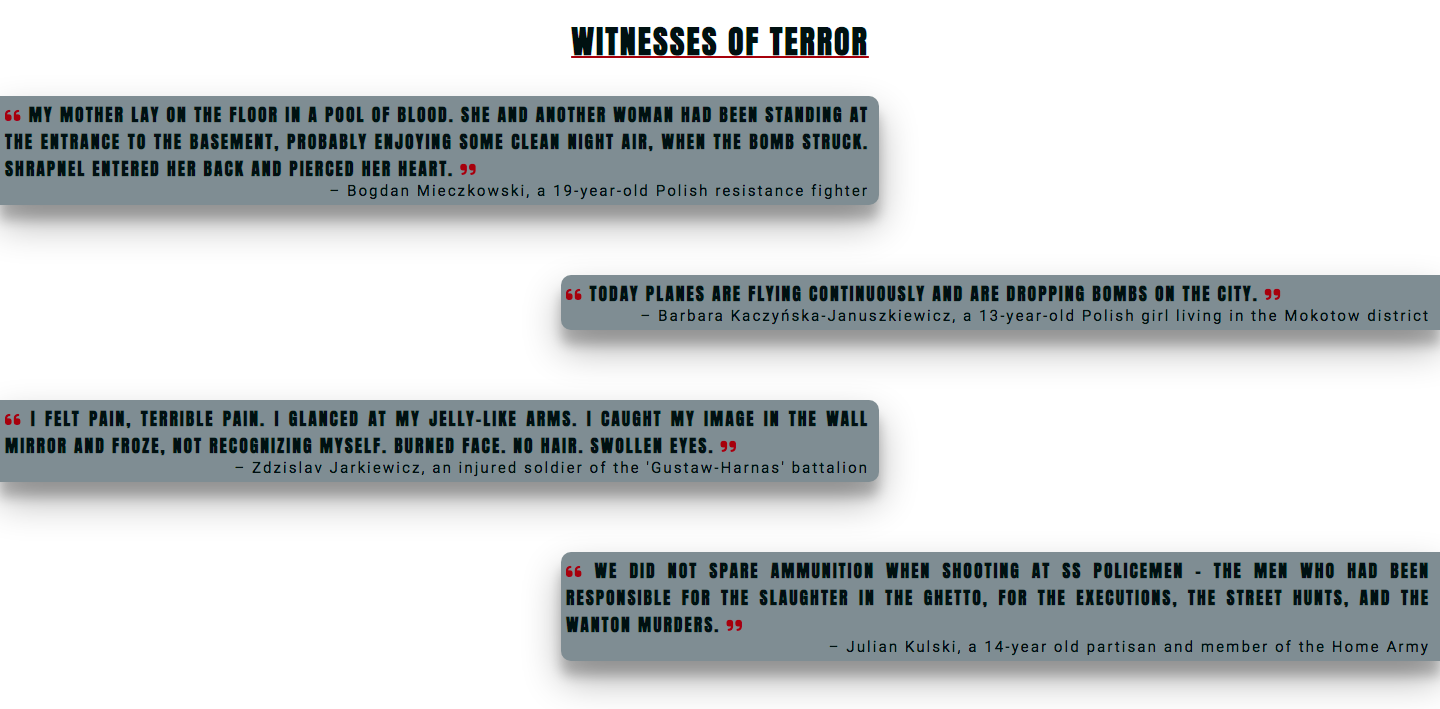 WITNESSES OF TERROR
❝ MY MOTHER LAY ON THE FLOOR IN A POOL OF BLOOD. SHE AND ANOTHER WOMAN HAD BEEN STANDING AT
THE ENTRANCE TO THE BASEMENT, PROBABLY ENJOYING SOME CLEAN NIGHT AIR, WHEN THE BOMB STRUCK.
SHRAPNEL ENTERED HER BACK AND PIERCED HER HEART. ❞
– Bogdan Mieczkowski, a 19-year-old Polish resistance fighter
❝ TODAY PLANES ARE FLYING CONTINUOUSLY AND ARE DROPPING BOMBS ON THE CITY. ❞
– Barbara Kaczyńska-Januszkiewicz, a 13-year-old Polish girl living in the Mokotow district
❝ I FELT PAIN, TERRIBLE PAIN. I GLANCED AT MY JELLY-LIKE ARMS. I CAUGHT MY IMAGE IN THE WALL
MIRROR AND FROZE, NOT RECOGNIZING MYSELF. BURNED FACE. NO HAIR. SWOLLEN EYES. ❞
– Zdzislav Jarkiewicz, an injured soldier of the 'Gustaw-Harnas' battalion
❝ WE DID NOT SPARE AMMUNITION WHEN SHOOTING AT SS POLICEMEN - THE MEN WHO HAD BEEN
RESPONSIBLE FOR THE SLAUGHTER IN THE GHETTO, FOR THE EXECUTIONS, THE STREET HUNTS, AND THE
WANTON MURDERS. ❞
– Julian Kulski, a 14-year old partisan and member of the Home Army